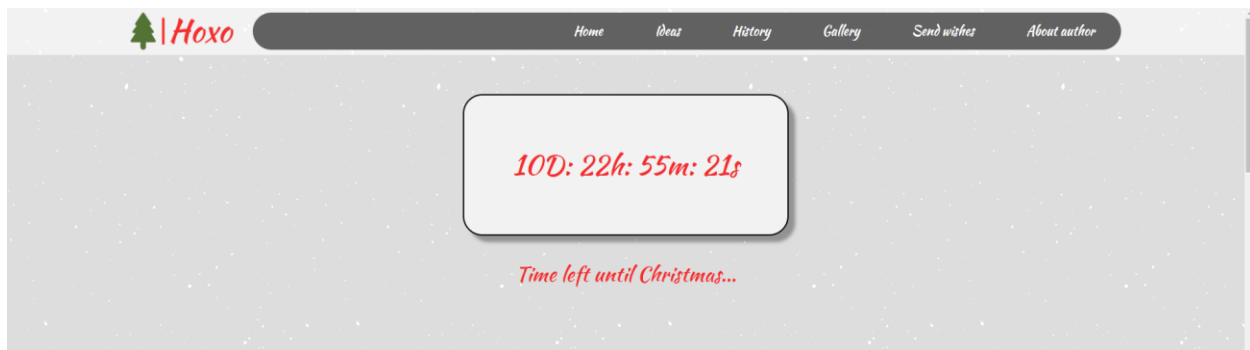 Hoxo
Home Ideas History Gallery Send wishes About author
10D: 22h: 55m: 21s
Time left until Christmas...